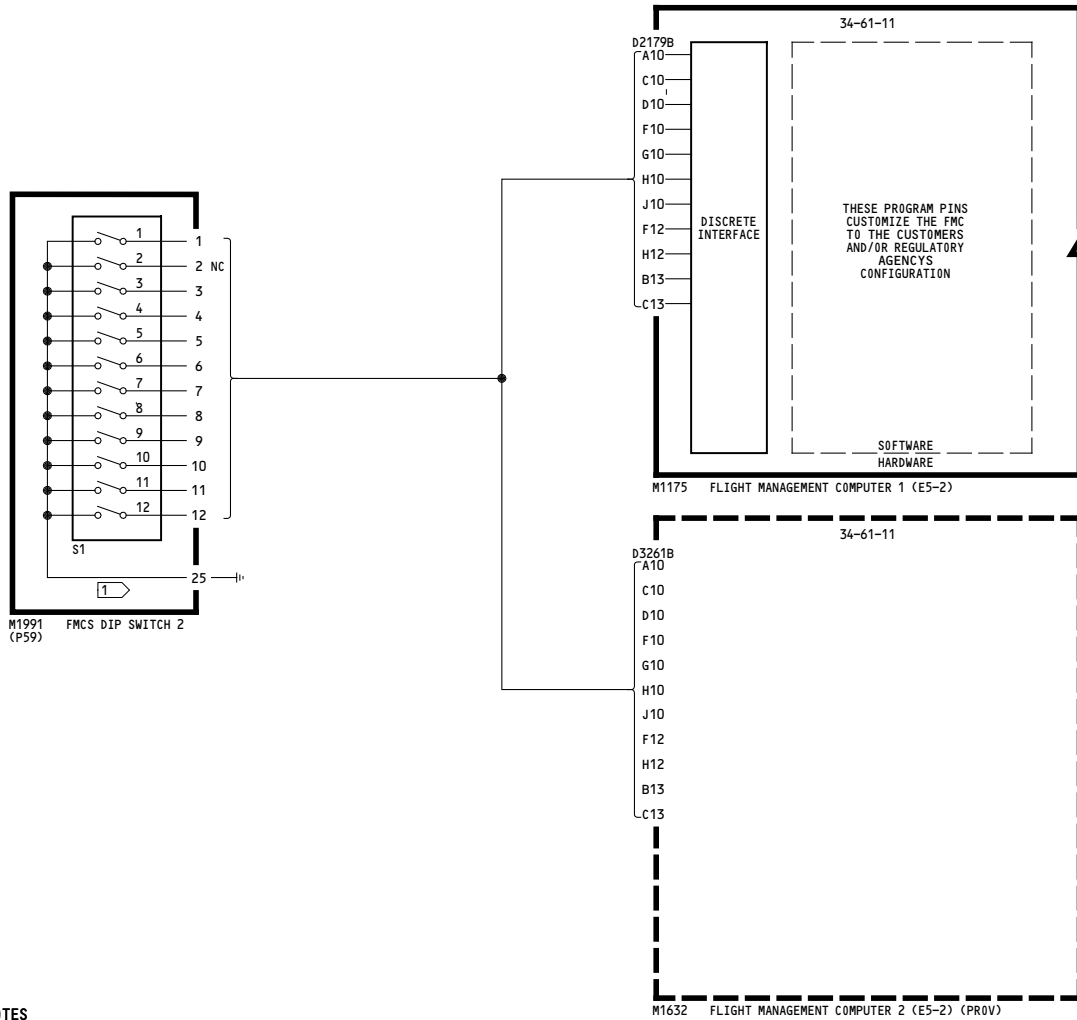 1
2
3
4
5
6
7
8
9
10
11
12
1
2 NC
3
4
5
6
7
8
9
10
11
12
S1
25
1
M1991 FMCS DIP SWITCH 2
(P59)
34-61-11
D2179B
A10
C10
D10
F10
G10
H10
J10
F12
H12
B13
C13
DISCRETE
INTERFACE
THESE PROGRAM PINS
CUSTOMIZE THE FMC
TO THE CUSTOMERS
AND/OR REGULATORY
AGENCYS
CONFIGURATION
SOFTWARE
HARDWARE
M1175 FLIGHT MANAGEMENT COMPUTER 1 (E5-2)
34-61-11
D3261B
A10
C10
D10
F10
G10
H10
J10
F12
H12
B13
C13
M1632 FLIGHT MANAGEMENT COMPUTER 2 (E5-2) (PROV)
OTES